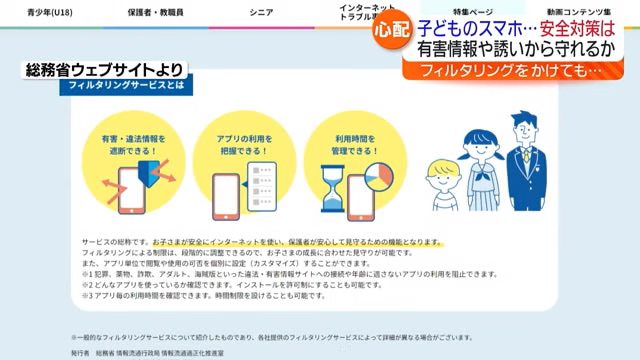 青少年(U18)
保護者・教職員
シニア
インターネット
トラブル事
特集ページ
動画コンテンツ集
心配
子どものスマホ…安全対策は
有害情報や誘いから守れるか
フィルタリングをかけても…
総務省ウェブサイトより
フィルタリングサービスとは
有害・違法情報を
遮断できる！
アプリの利用を
把握できる！
利用時間を
管理できる！
サービスの総称です。お子さまが安全にインターネットを使い、保護者が安心して見守るための機能となります。
フィルタリングによる制限は、段階的に調整できるので、お子さまの成長に合わせた見守りが可能です。
また、アプリ単位で閲覧や使用の可否を個別に設定（カスタマイズ）することができます。
※1 犯罪、薬物、詐欺、アダルト、海賊版といった違法・有害情報サイトへの接続や年齢に適さないアプリの利用を阻止できます。
※2 どんなアプリを使っているか確認できます。インストールを許可制にすることも可能です。
※3 アプリ毎の利用時間を確認できます。時間制限を設けることも可能です。
※一般的なフィルタリングサービスについて紹介したものであり、各社提供のフィルタリングサービスによって詳細が異なる場合がございます。
発行者　総務省 情報流通行政局 情報流通適正化推進室